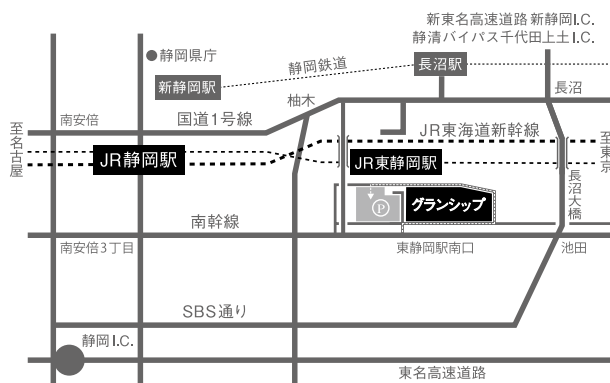 新東名高速道路 新静岡I.C.
静清バイパス千代田上土I.C.
静岡県庁
静岡鉄道
長沼駅
新静岡駅
柚木
長沼
南安倍
国道1号線
JR東海道新幹線
至名古屋
JR静岡駅
JR東静岡駅
至東京
長沼大橋
P
グランシップ
南幹線
南安倍3丁目
東静岡駅南口
池田
SBS通り
静岡I.C.
東名高速道路